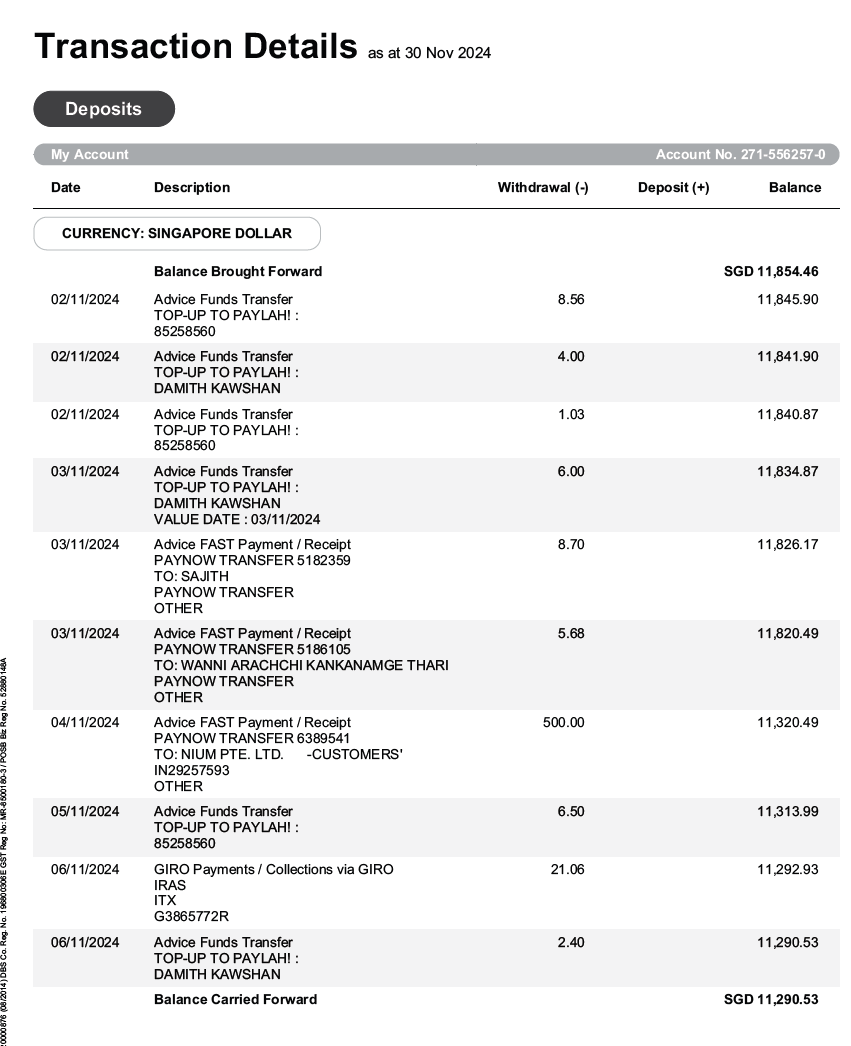 Transaction Details as at 30 Nov 2024
Deposits
My Account Account No. 271-556257-0
Date Description Withdrawal (-) Deposit (+) Balance
CURRENCY: SINGAPORE DOLLAR
Balance Brought Forward SGD 11,854.46
02/11/2024 Advice Funds Transfer 8.56 11,845.90
TOP-UP TO PAYLAH! :
85258560
02/11/2024 Advice Funds Transfer 4.00 11,841.90
TOP-UP TO PAYLAH! :
DAMITH KAWSHAN
02/11/2024 Advice Funds Transfer 1.03 11,840.87
TOP-UP TO PAYLAH! :
85258560
03/11/2024 Advice Funds Transfer 6.00 11,834.87
TOP-UP TO PAYLAH! :
DAMITH KAWSHAN
VALUE DATE : 03/11/2024
03/11/2024 Advice FAST Payment / Receipt 8.70 11,826.17
PAYNOW TRANSFER 5182359
TO: SAJITH
PAYNOW TRANSFER
OTHER
03/11/2024 Advice FAST Payment / Receipt 5.68 11,820.49
PAYNOW TRANSFER 5186105
TO: WANNI ARACHCHI KANKANAMGE THARI
PAYNOW TRANSFER
OTHER
04/11/2024 Advice FAST Payment / Receipt 500.00 11,320.49
PAYNOW TRANSFER 6389541
TO: NIUM PTE. LTD. -CUSTOMERS'
IN29257593
OTHER
05/11/2024 Advice Funds Transfer 6.50 11,313.99
TOP-UP TO PAYLAH! :
85258560
06/11/2024 GIRO Payments / Collections via GIRO 21.06 11,292.93
IRAS
ITX
G3865772R
06/11/2024 Advice Funds Transfer 2.40 11,290.53
TOP-UP TO PAYLAH! :
DAMITH KAWSHAN
Balance Carried Forward SGD 11,290.53
(08/2014) | DBS Co. Reg. No. 196800306E GST Reg No: MR-8500180-3 / POSB Biz Reg No. 52880148A